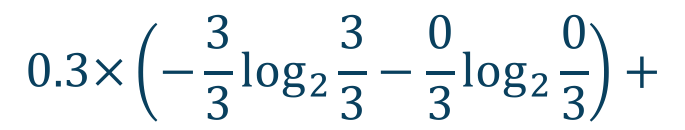 0.3×(−3/3 log₂ 3/3 − 0/3 log₂ 0/3) +